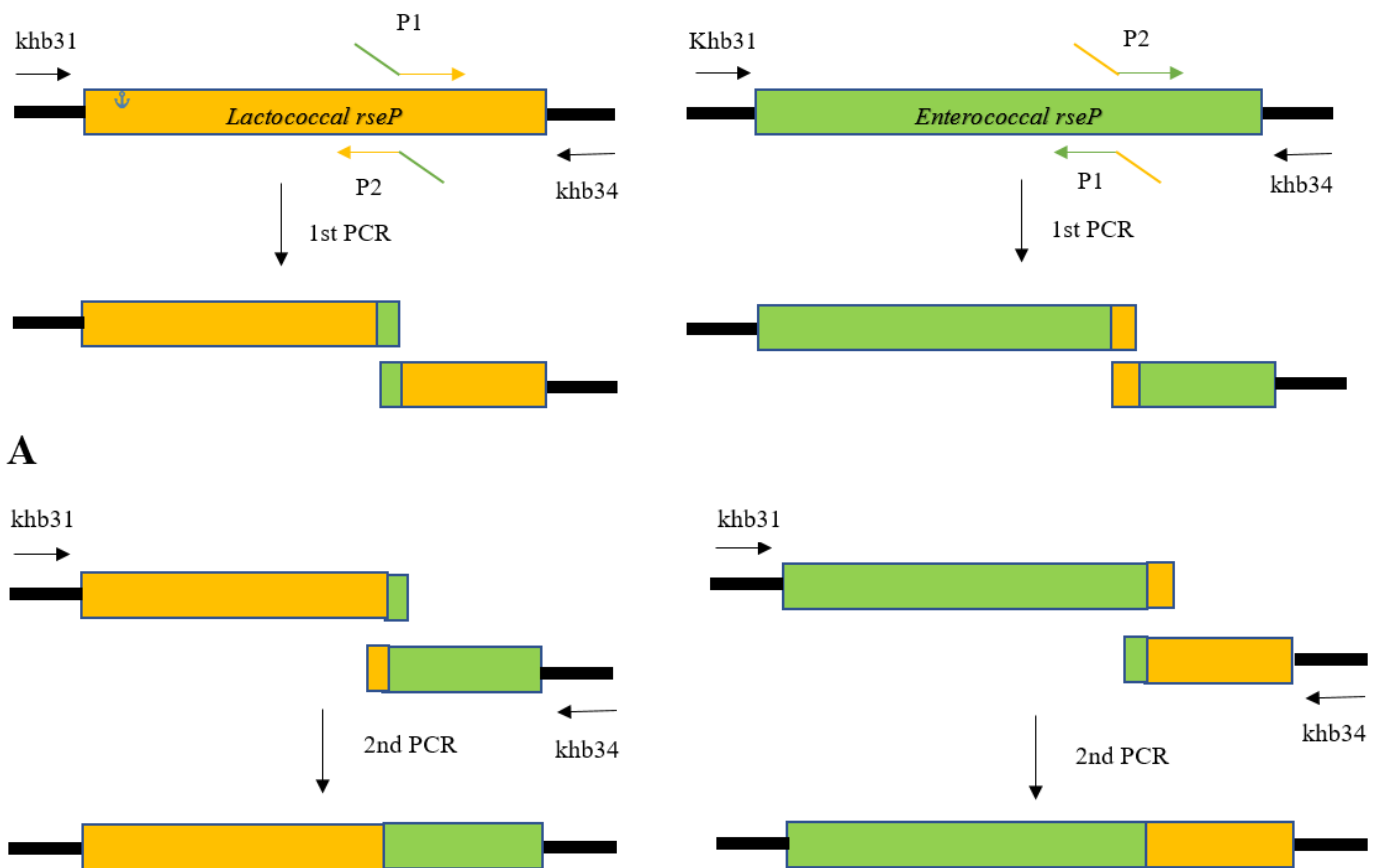 khb31
P1
Lactococcal rseP
P2
khb34
1st PCR
Khb31
P2
Enterococcal rseP
P1
khb34
1st PCR
A
khb31
khb34
2nd PCR
khb31
khb34
2nd PCR